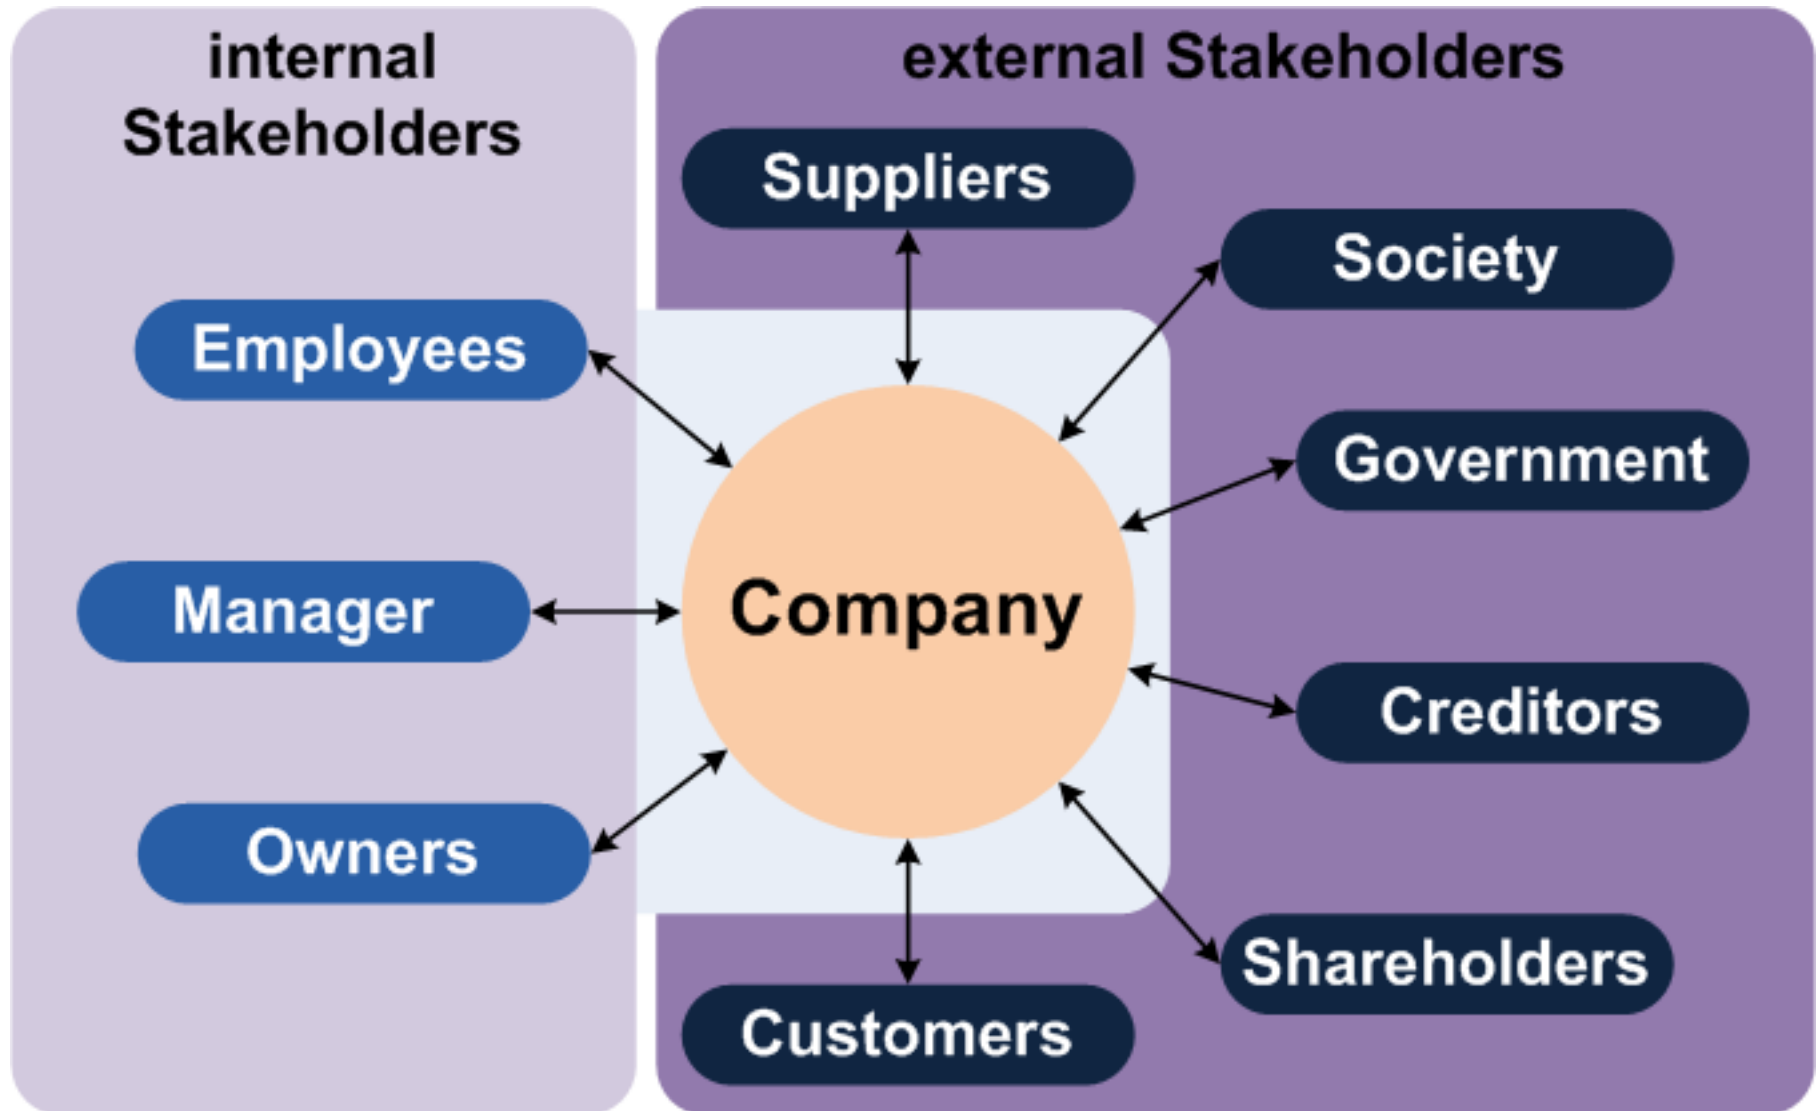 internal
Stakeholders
external Stakeholders
Suppliers
Society
Employees
Government
Manager
Company
Creditors
Owners
Shareholders
Customers